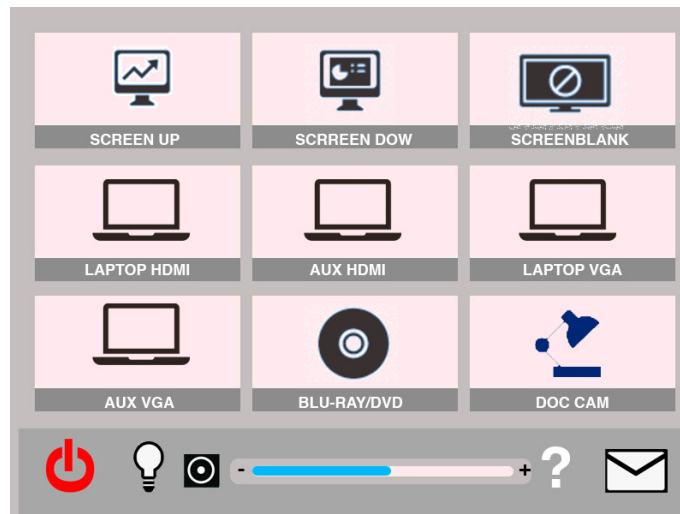 SCREEN UP
SCRREEN DOW
SCREENBLANK
LAPTOP HDMI
AUX HDMI
LAPTOP VGA
AUX VGA
BLU-RAY/DVD
DOC CAM
- + ?